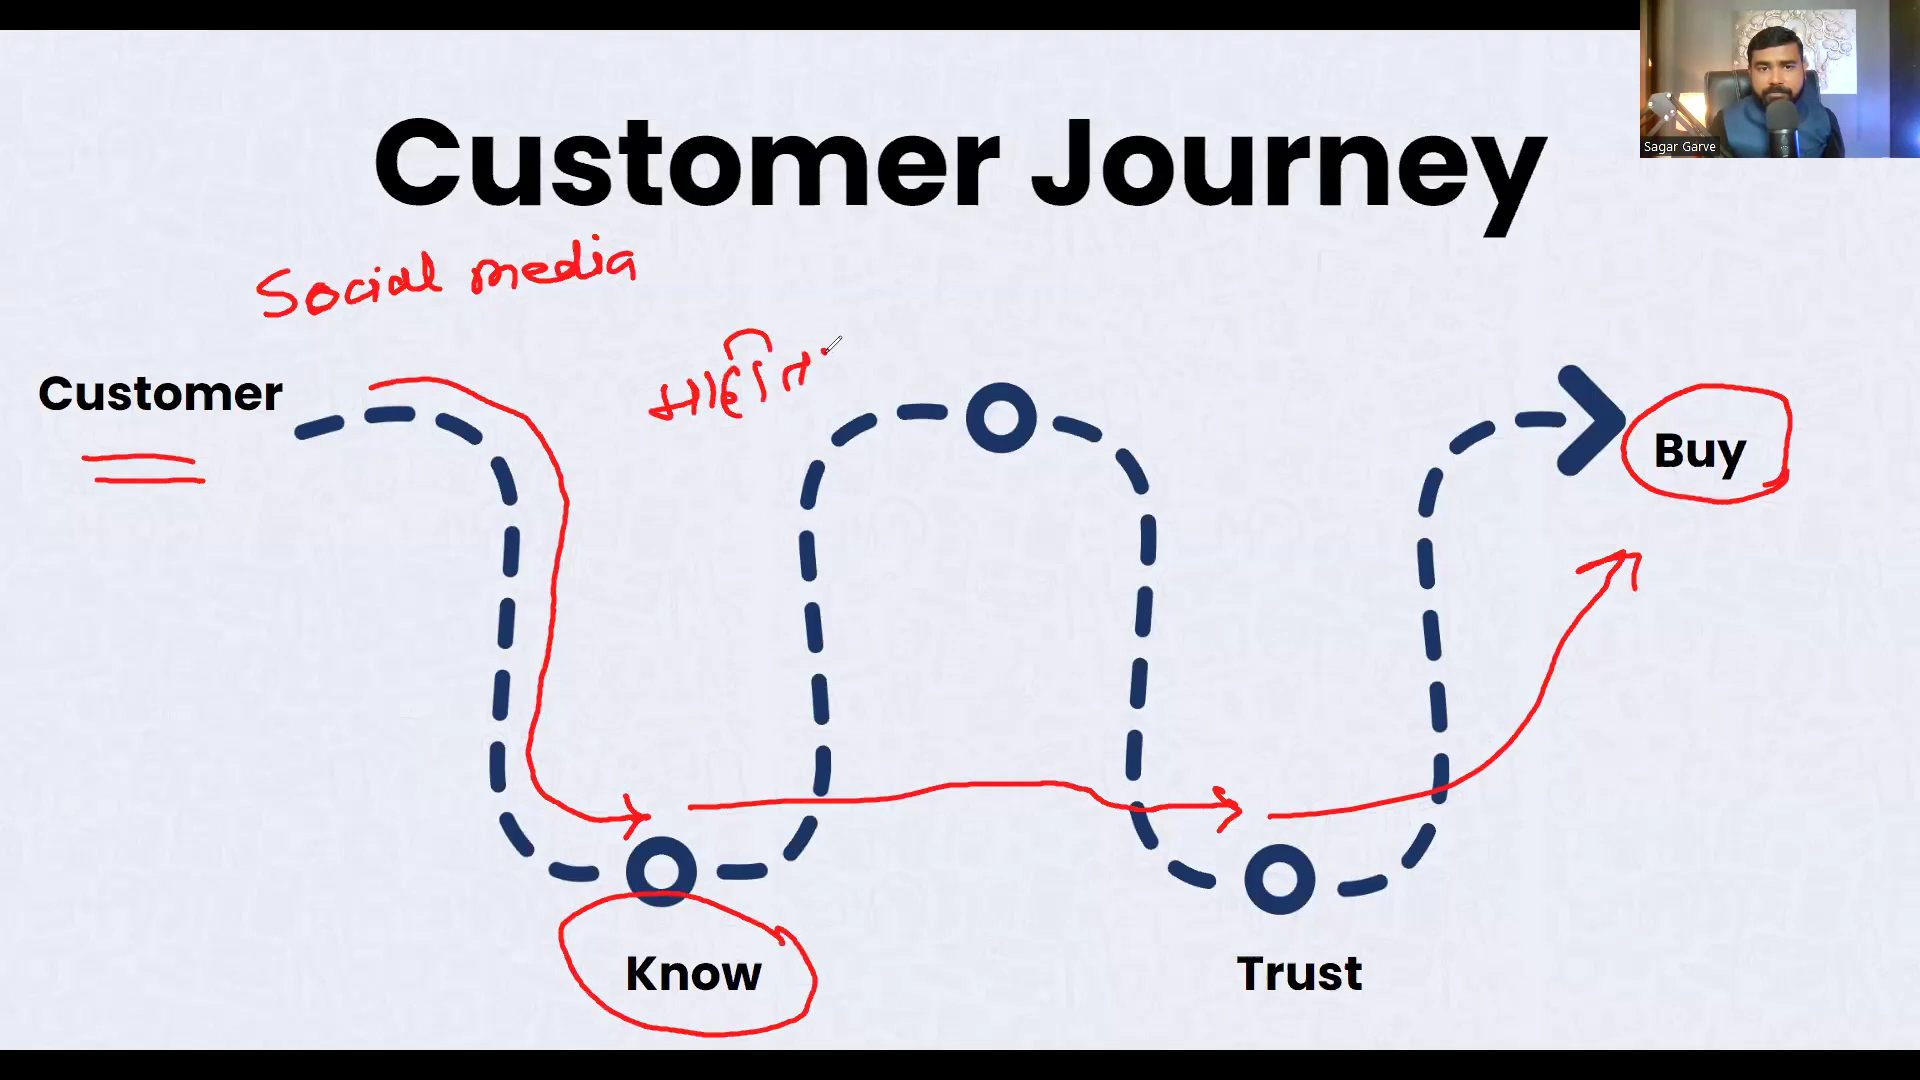 Customer Journey
Sagar Garve
Social media
Customer
Buy
Know
Trust